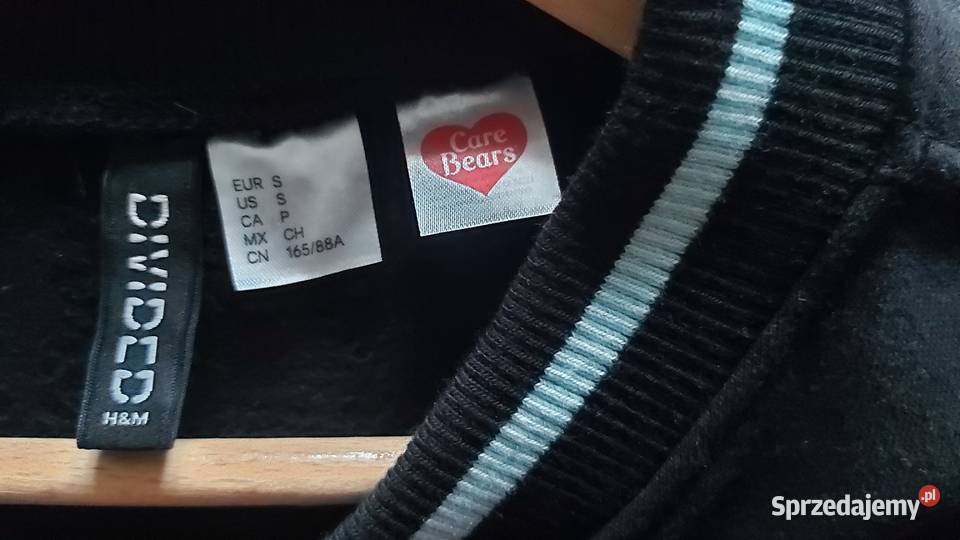 DIVIDED
H&M
EUR S
US S
CA P
MX CH
CN 165/88A
Care
Bears
Sprzedajemy.pl